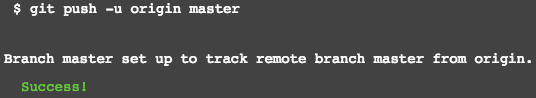 $ git push -u origin master
Branch master set up to track remote branch master from origin.
Success!